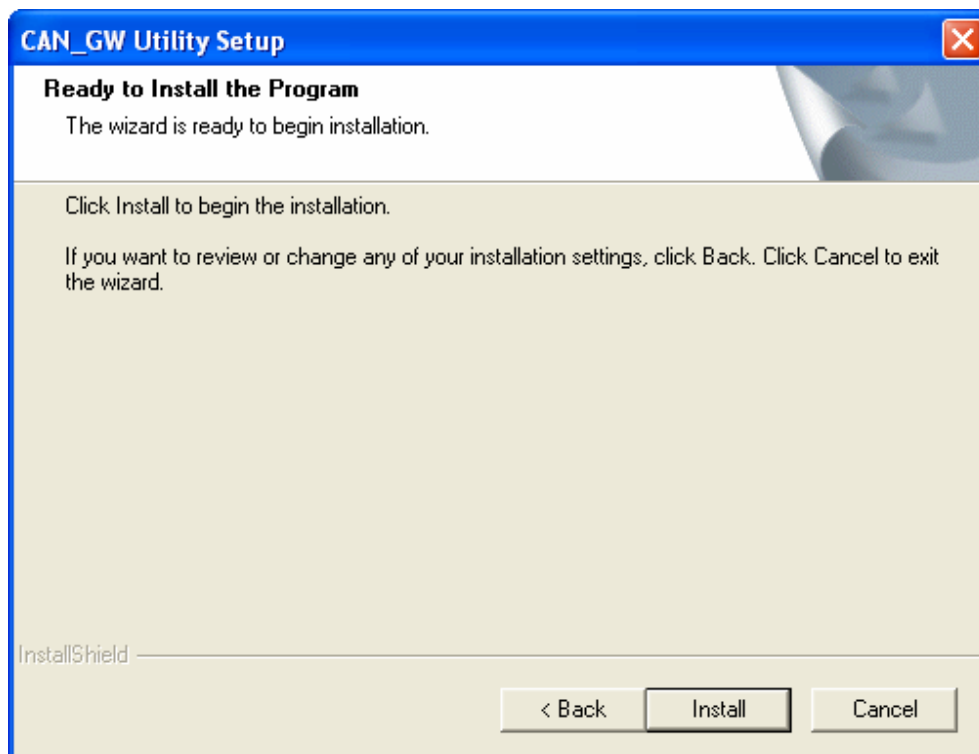 CAN_GW Utility Setup
Ready to Install the Program
The wizard is ready to begin installation.
Click Install to begin the installation.
If you want to review or change any of your installation settings, click Back. Click Cancel to exit
the wizard.
InstallShield
< Back Install Cancel